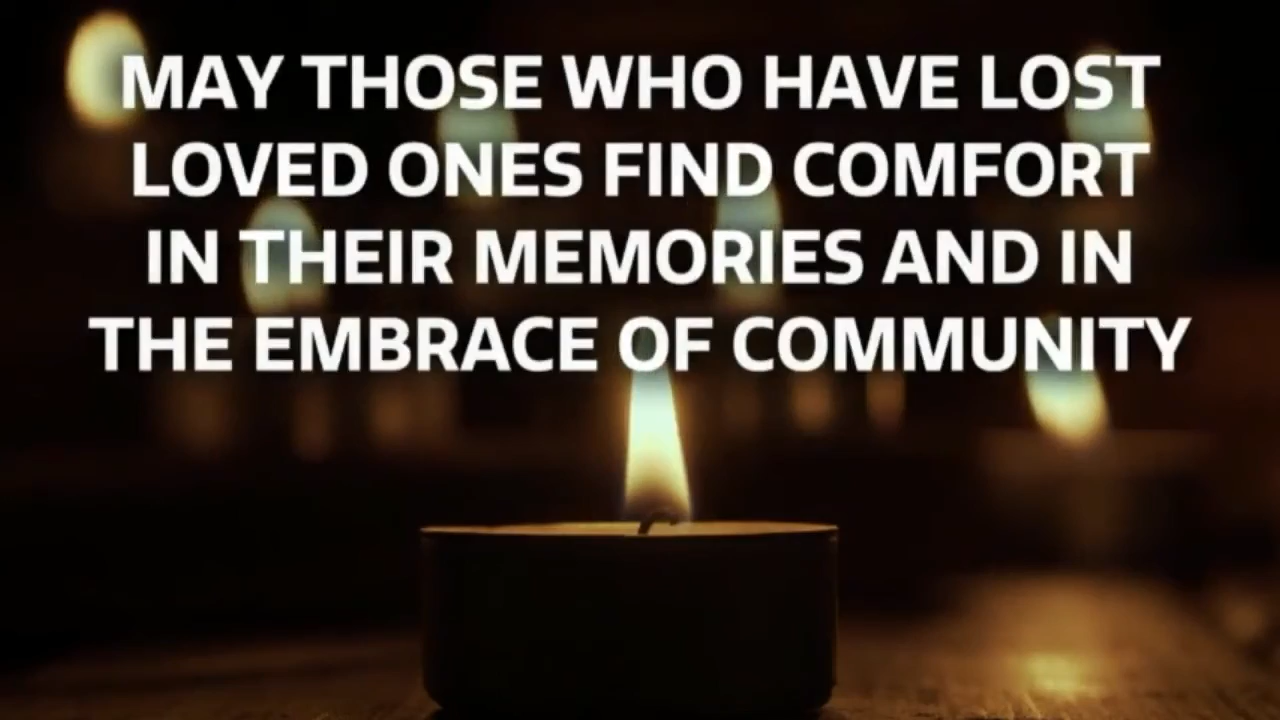 MAY THOSE WHO HAVE LOST
LOVED ONES FIND COMFORT
IN THEIR MEMORIES AND IN
THE EMBRACE OF COMMUNITY